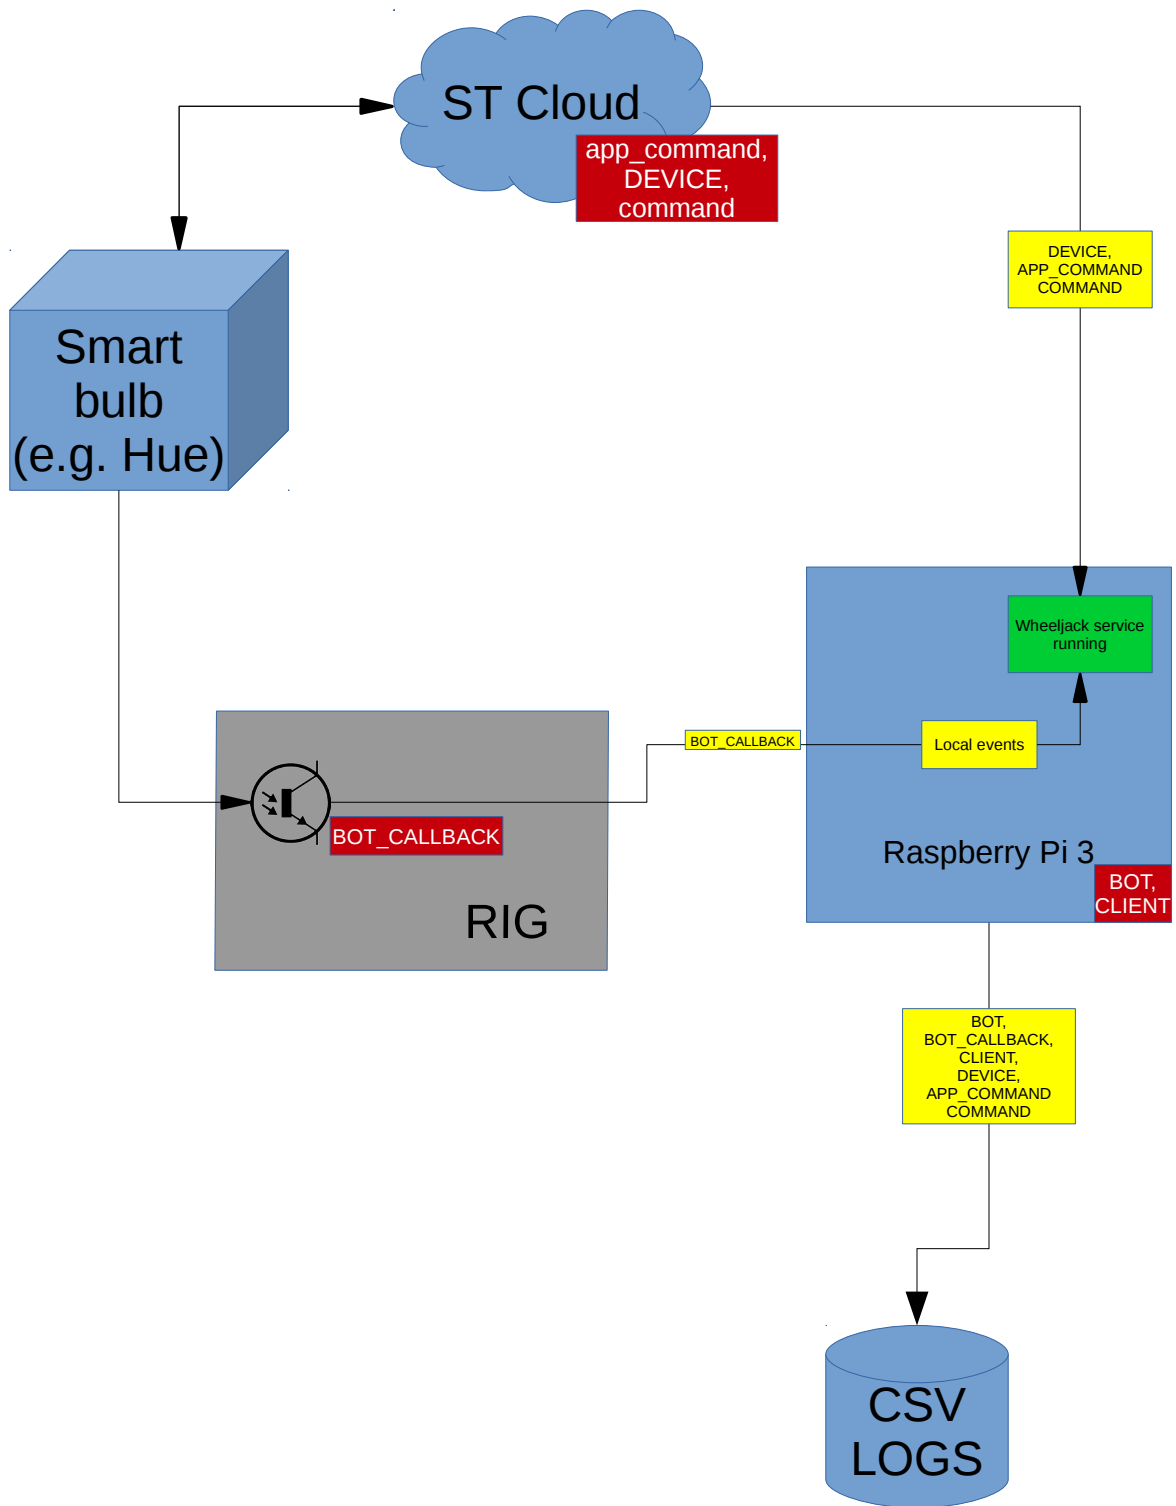 ST Cloud
app_command,
DEVICE,
command
DEVICE,
APP_COMMAND
COMMAND
Smart
bulb
(e.g. Hue)
Wheeljack service
running
BOT_CALLBACK
Local events
BOT_CALLBACK
RIG
Raspberry Pi 3
BOT,
CLIENT
BOT,
BOT_CALLBACK,
CLIENT,
DEVICE,
APP_COMMAND
COMMAND
CSV
LOGS